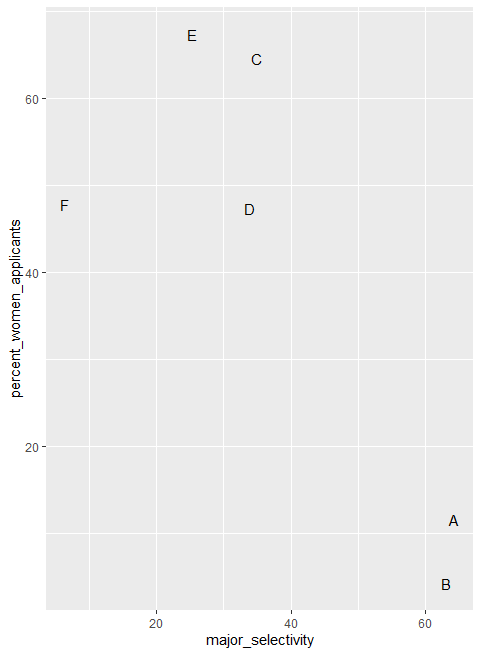 E
C
60
F
D
40
20
A
B
20 40 60
major_selectivity
percent_women_applicants